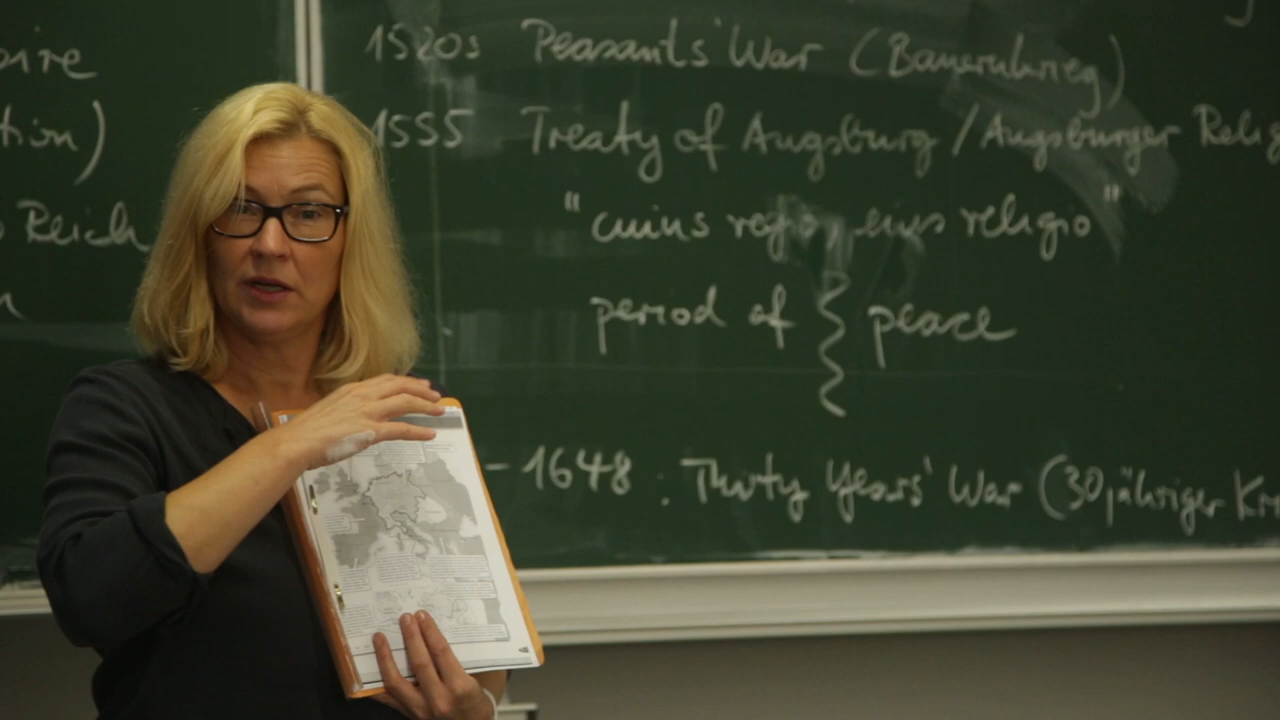 ire
tion)
Reich
1520s Peasants' War (Bauernkrieg)
1555 Treaty of Augsburg / Augsburger Relig
"cuius regio, eius religio"
period of peace
-1648: Thirty Years' War (30jähriger Kri